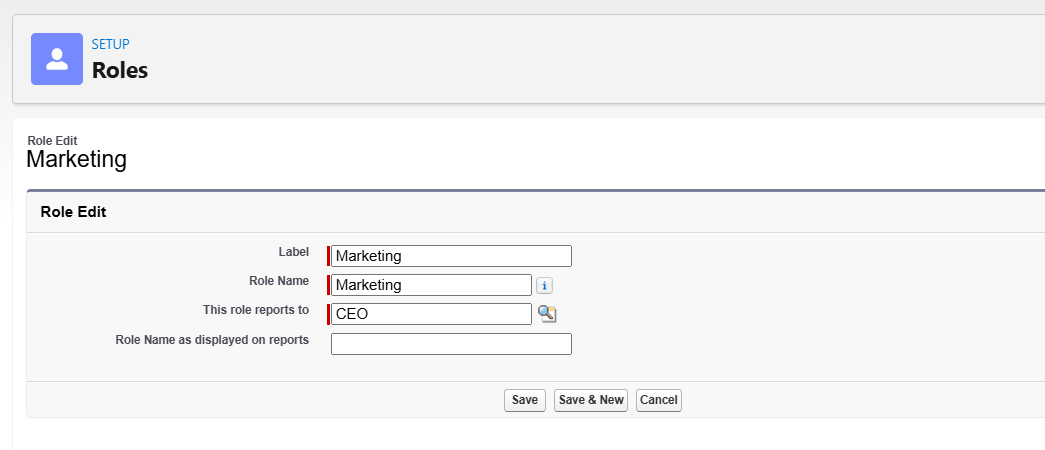 SETUP
Roles
Role Edit
Marketing
Role Edit
Label Marketing
Role Name Marketing i
This role reports to CEO
Role Name as displayed on reports
Save Save & New Cancel